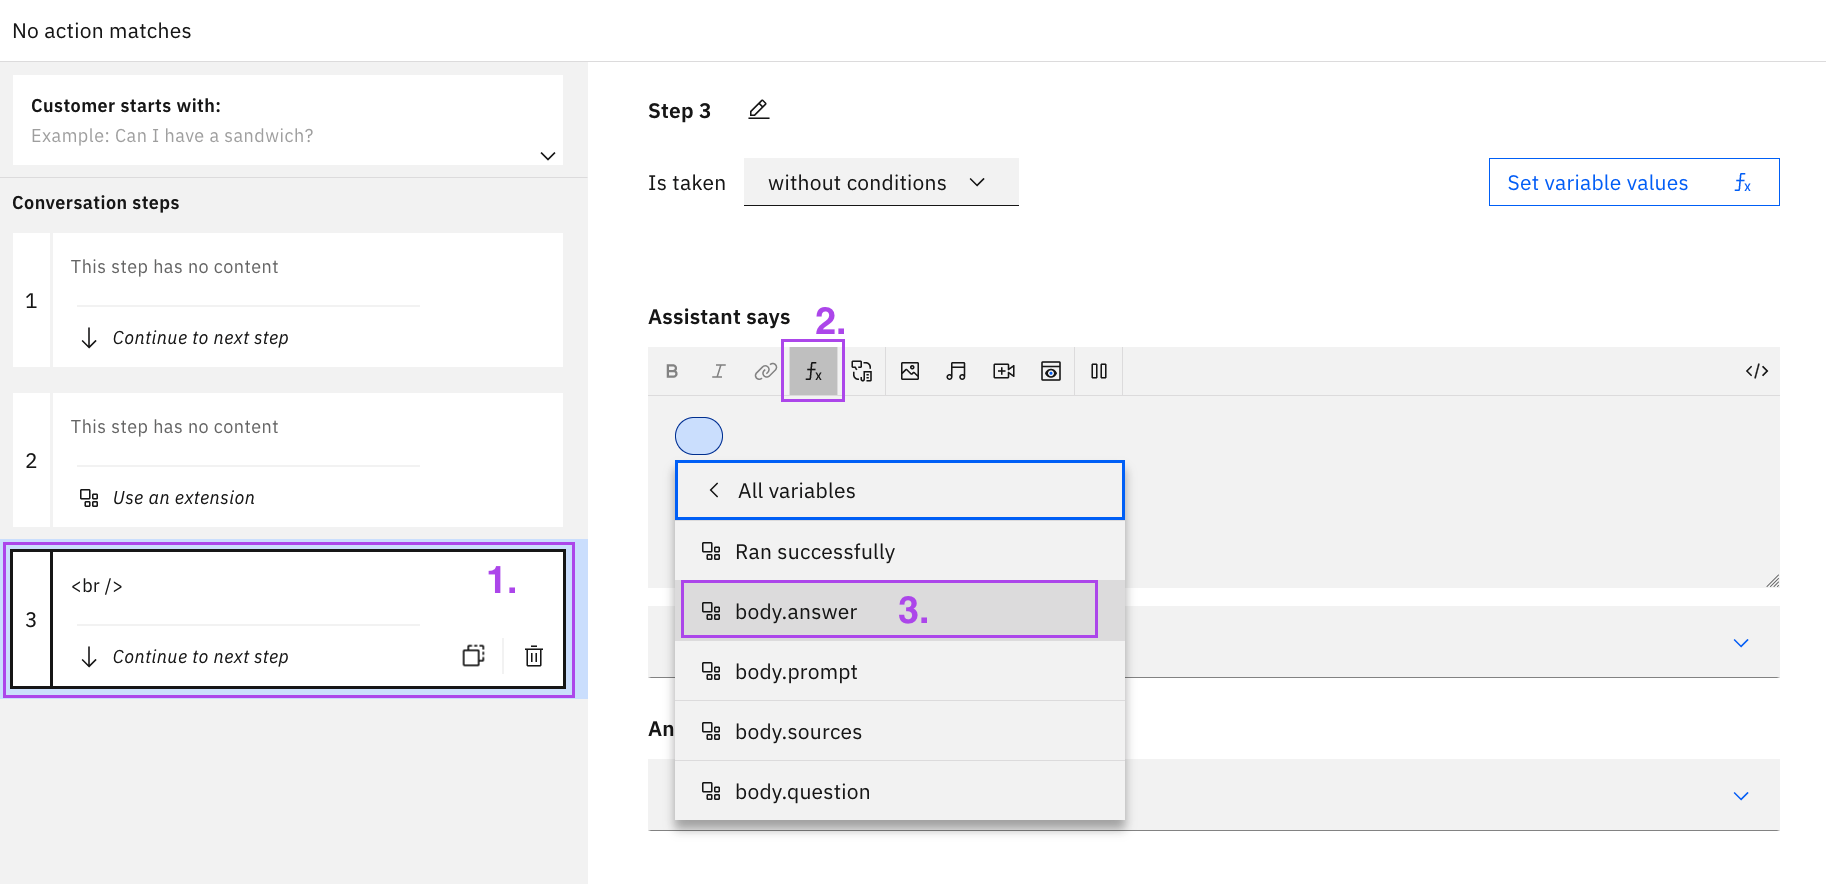 No action matches
Customer starts with:
Example: Can I have a sandwich?
Conversation steps
1
This step has no content
Continue to next step
2
This step has no content
Use an extension
3
<br />
1.
Continue to next step
Step 3
Is taken
without conditions
Set variable values fx
Assistant says
2.
B I fx </>
All variables
Ran successfully
body.answer
3.
body.prompt
body.sources
body.question
An